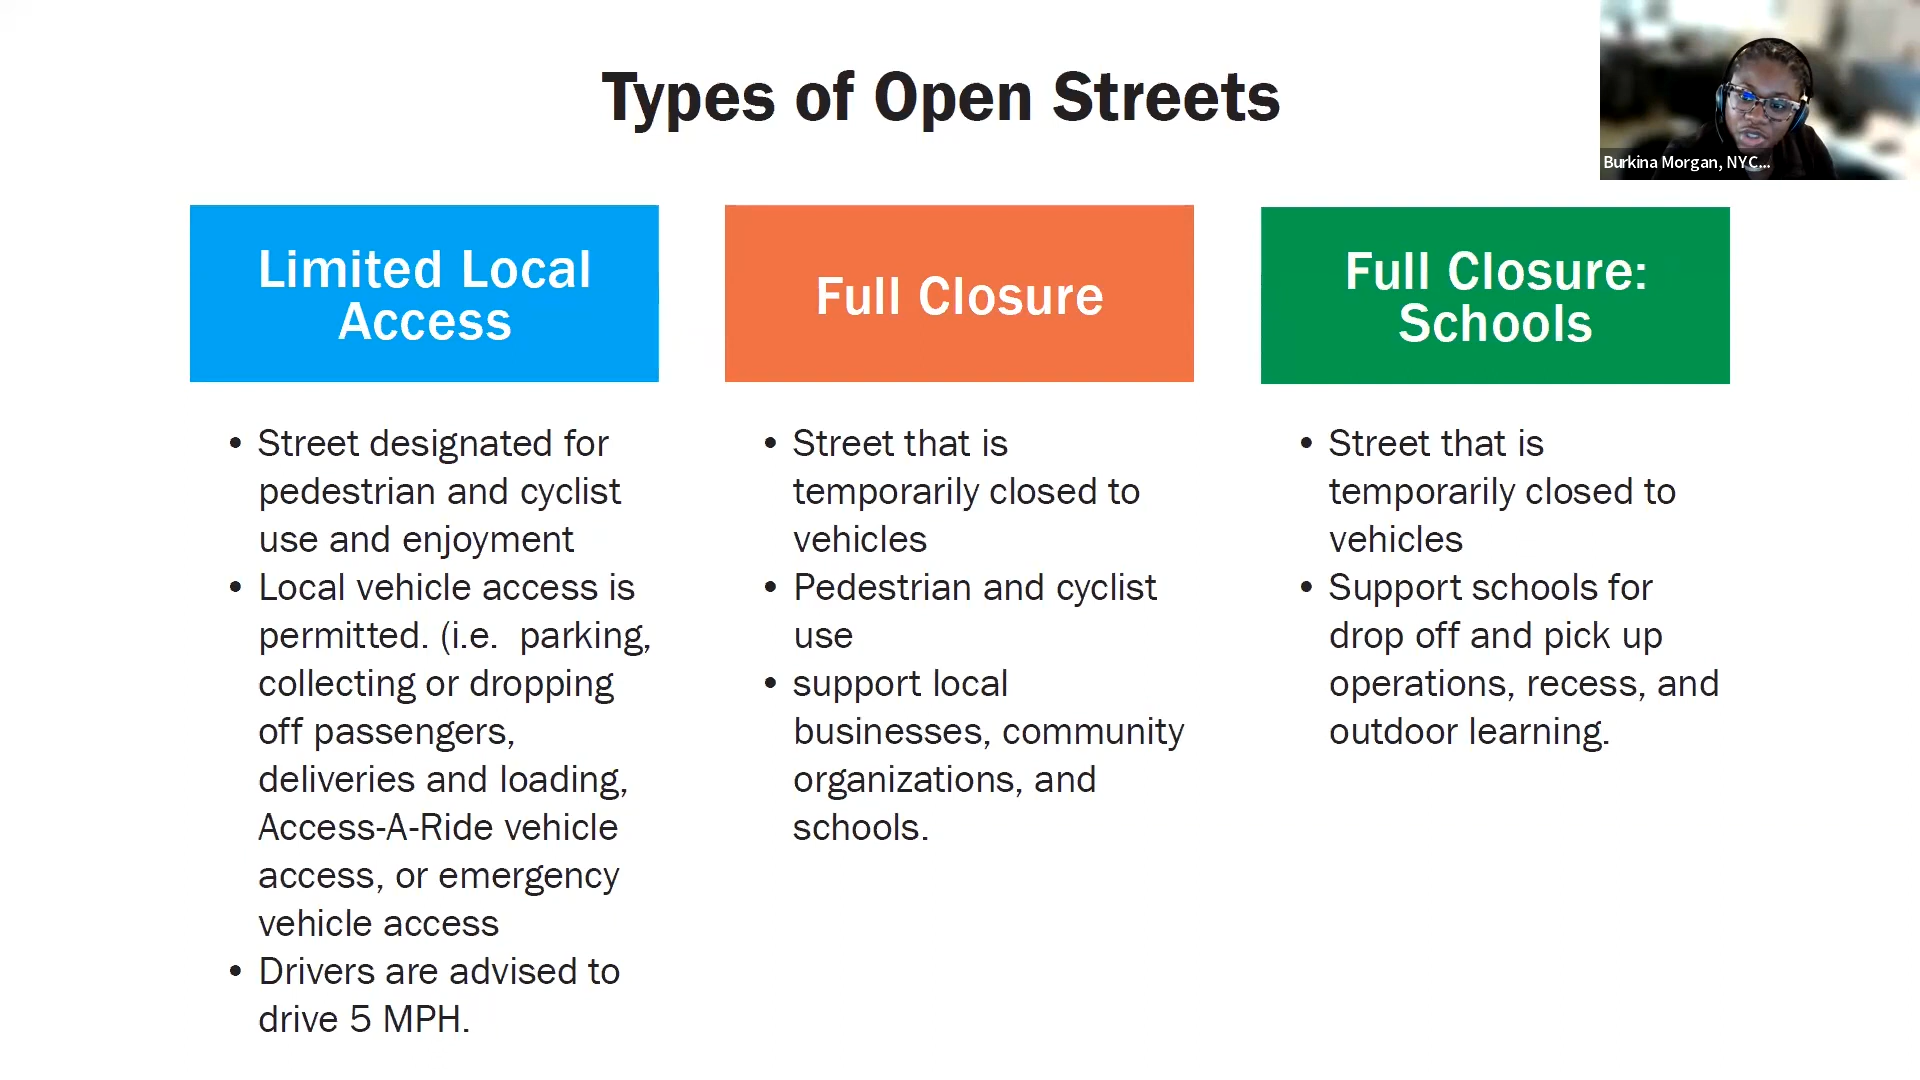 Types of Open Streets
Burkina Morgan, NYC...
Limited Local
Access
• Street designated for
pedestrian and cyclist
use and enjoyment
• Local vehicle access is
permitted. (i.e.  parking,
collecting or dropping
off passengers,
deliveries and loading,
Access-A-Ride vehicle
access, or emergency
vehicle access
• Drivers are advised to
drive 5 MPH.
Full Closure
• Street that is
temporarily closed to
vehicles
• Pedestrian and cyclist
use
• support local
businesses, community
organizations, and
schools.
Full Closure:
Schools
• Street that is
temporarily closed to
vehicles
• Support schools for
drop off and pick up
operations, recess, and
outdoor learning.